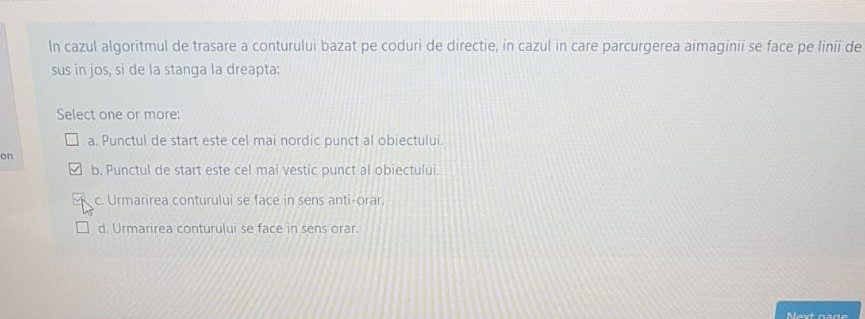 In cazul algoritmul de trasare a conturului bazat pe coduri de directie, in cazul in care parcurgerea aimaginii se face pe linii de
sus in jos, si de la stanga la dreapta:
Select one or more:
a. Punctul de start este cel mai nordic punct al obiectului.
on
b. Punctul de start este cel mai vestic punct al obiectului.
c. Urmarirea conturului se face in sens anti-orar.
d. Urmarirea conturului se face in sens orar.
Next page